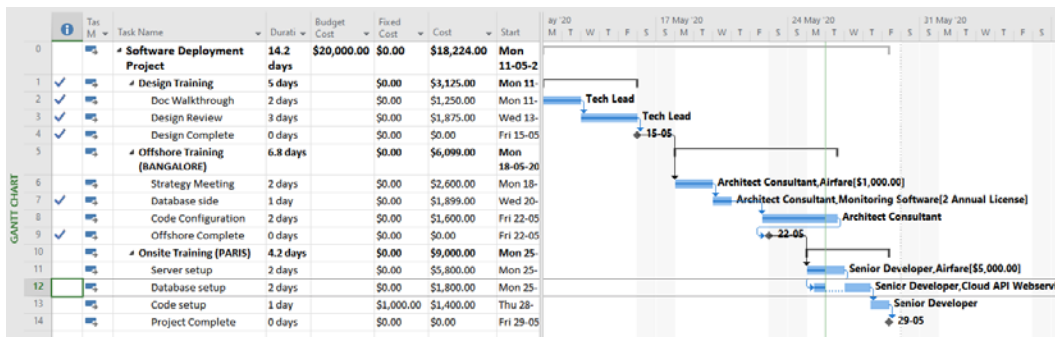 Tas M Task Name Durati Budget Cost Fixed Cost Cost Start
ay '20 17 May '20 24 May '20 31 May '20
M T W T F S S M T W T F S S M T W T F S S M T W T F S
GANTT CHART
0 Software Deployment Project 14.2 days $20,000.00 $0.00 $18,224.00 Mon 11-05-2
1 Design Training 5 days $0.00 $3,125.00 Mon 11-
2 Doc Walkthrough 2 days $0.00 $1,250.00 Mon 11- Tech Lead
3 Design Review 3 days $0.00 $1,875.00 Wed 13- Tech Lead
4 Design Complete 0 days $0.00 $0.00 Fri 15-05 15-05
5 Offshore Training (BANGALORE) 6.8 days $0.00 $6,099.00 Mon 18-05-20
6 Strategy Meeting 2 days $0.00 $2,600.00 Mon 18- Architect Consultant,Airfare[$1,000.00]
7 Database side 1 day $0.00 $1,899.00 Wed 20- Architect Consultant,Monitoring Software[2 Annual License]
8 Code Configuration 2 days $0.00 $1,600.00 Fri 22-05 Architect Consultant
9 Offshore Complete 0 days $0.00 $0.00 Fri 22-05 22-05
10 Onsite Training (PARIS) 4.2 days $0.00 $9,000.00 Mon 25-
11 Server setup 2 days $0.00 $5,800.00 Mon 25- Senior Developer,Airfare[$5,000.00]
12 Database setup 2 days $0.00 $1,800.00 Mon 25- Senior Developer,Cloud API Webservi
13 Code setup 1 day $1,000.00 $1,400.00 Thu 28- Senior Developer
14 Project Complete 0 days $0.00 $0.00 Fri 29-05 29-05